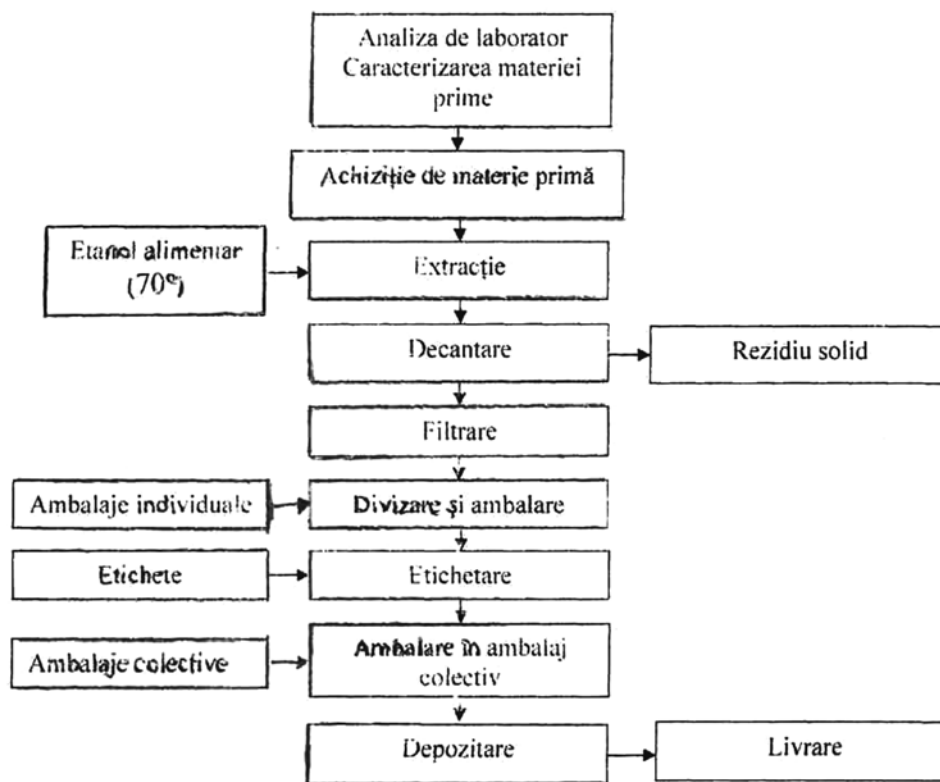 Analiza de laborator
Caracterizarea materiei
prime
Achiziție de materie primă
Etanol alimentar
(70°)
Extracție
Decantare
Rezidiu solid
Filtrare
Ambalaje individuale
Divizare și ambalare
Etichete
Etichetare
Ambalaje colective
Ambalare în ambalaj
colectiv
Depozitare
Livrare